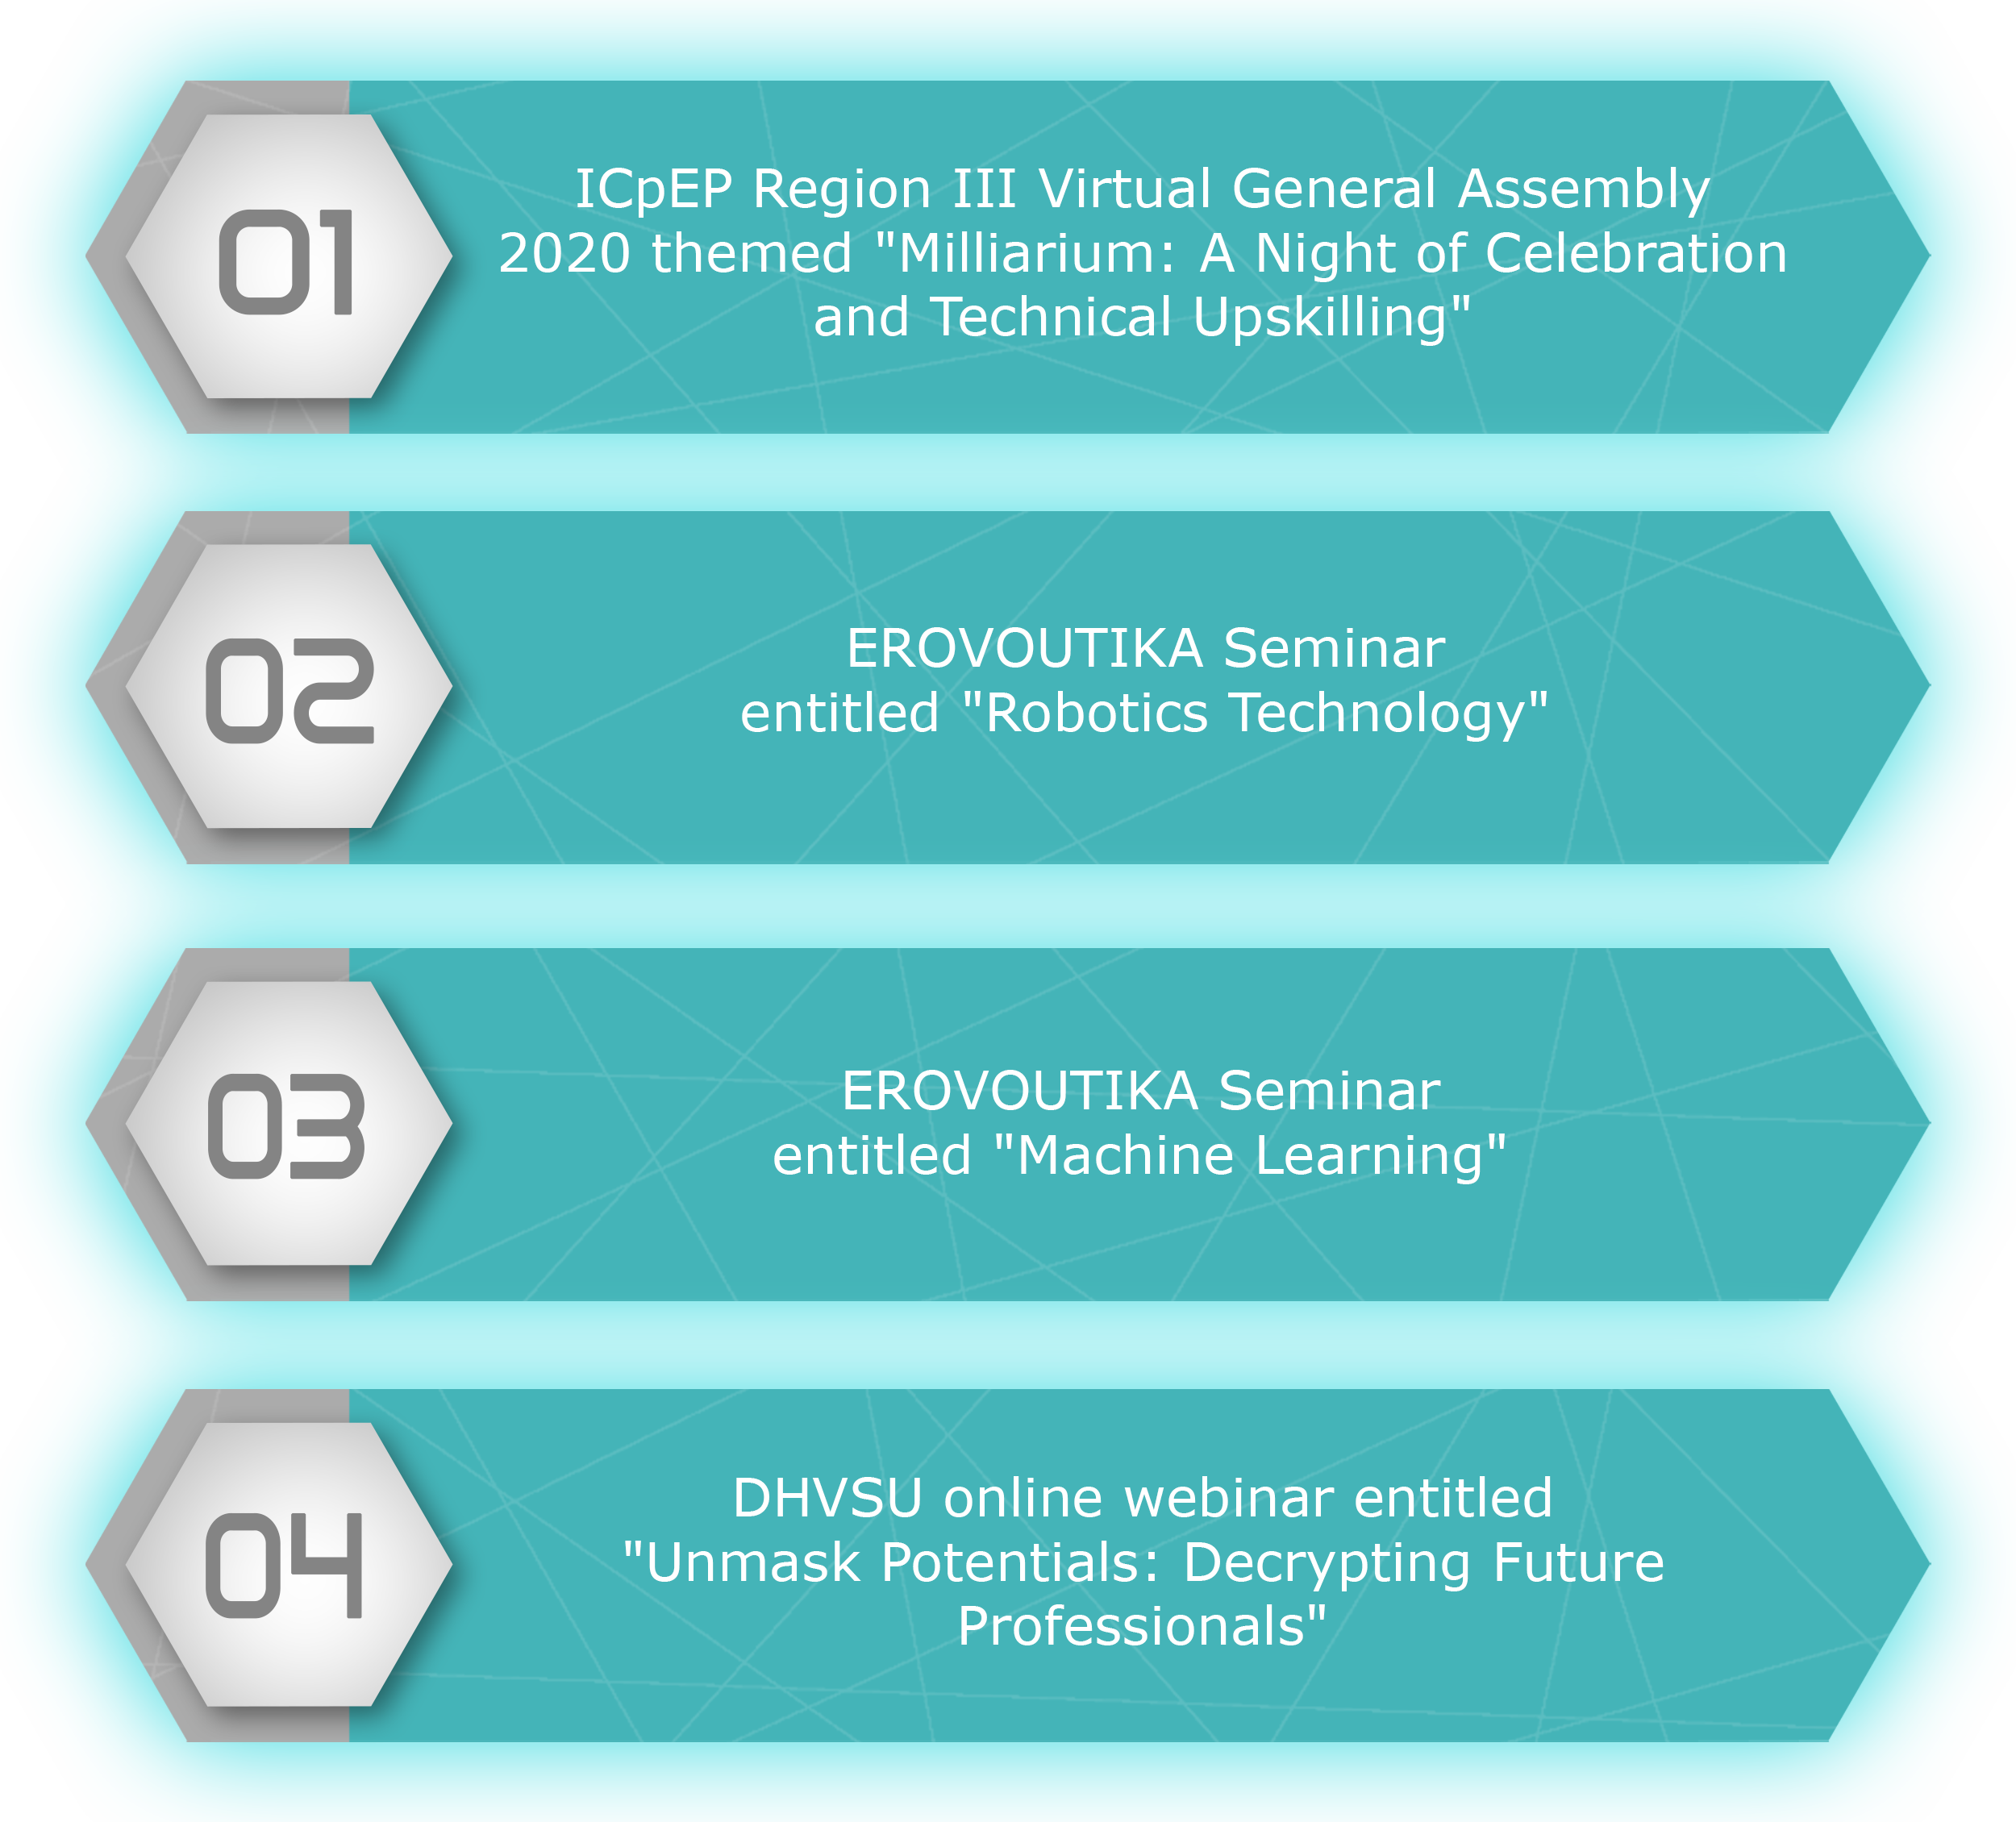 01
ICpEP Region III Virtual General Assembly
2020 themed "Milliarium: A Night of Celebration
and Technical Upskilling"
02
EROVOUTIKA Seminar
entitled "Robotics Technology"
03
EROVOUTIKA Seminar
entitled "Machine Learning"
04
DHVSU online webinar entitled
"Unmask Potentials: Decrypting Future
Professionals"